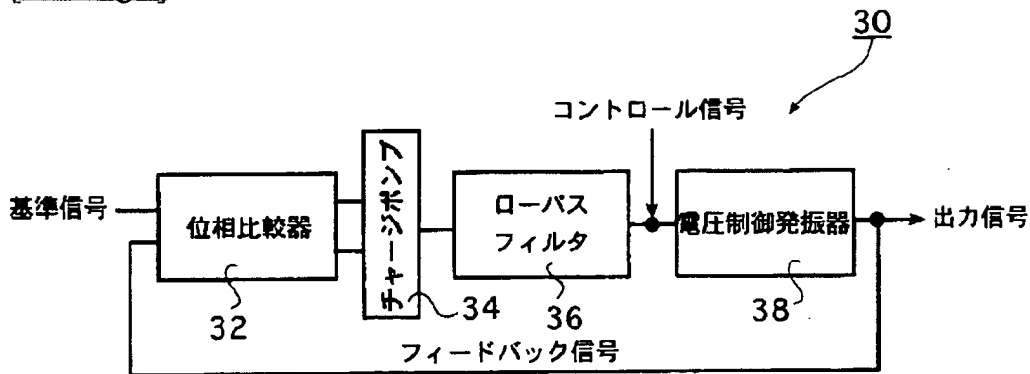 30
コントロール信号
基準信号
位相比較器
チャージポンプ
ローパス
フィルタ
電圧制御発振器
出力信号
32
34
36
38
フィードバック信号